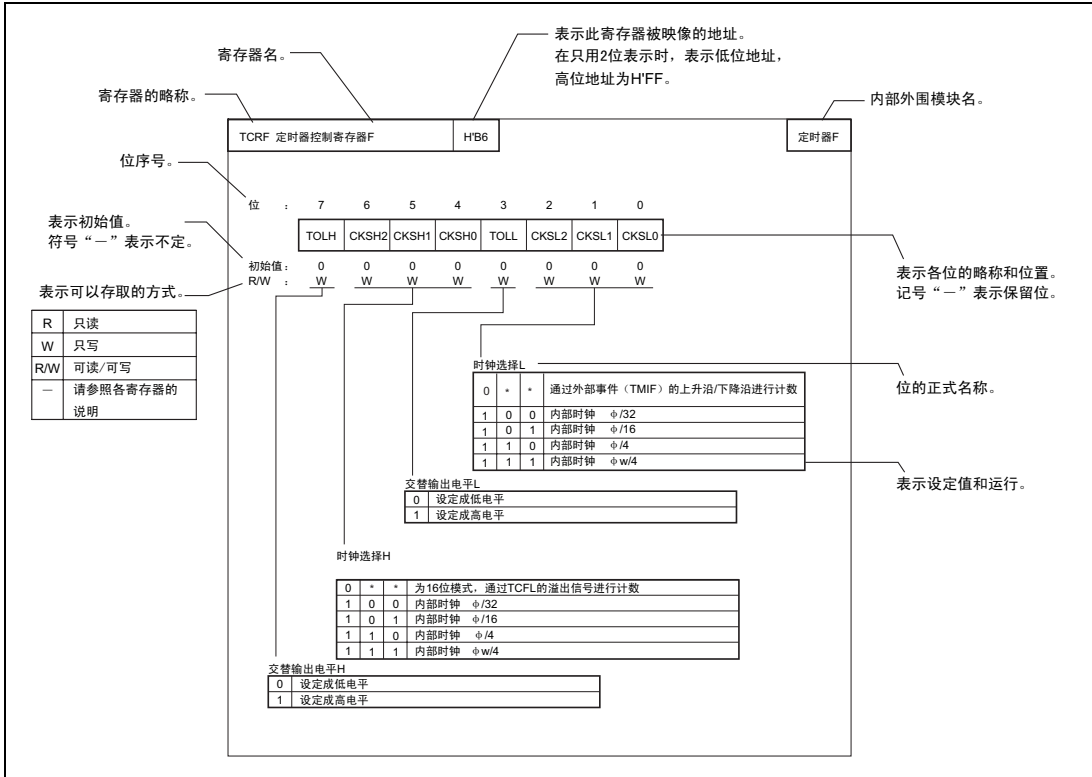 表示此寄存器被映像的地址。
在只用2位表示时，表示低位地址，
高位地址为H'FF。
寄存器名。
寄存器的略称。
内部外围模块名。
TCRF 定时器控制寄存器F H'B6 定时器F
位序号。
位 ： 7 6 5 4 3 2 1 0
TOLH CKSH2 CKSH1 CKSH0 TOLL CKSL2 CKSL1 CKSL0
表示初始值。
符号“－”表示不定。
初始值： 0 0 0 0 0 0 0 0
R/W ： W W W W W W W W
表示各位的略称和位置。
记号“－”表示保留位。
表示可以存取的方式。
R 只读
W 只写
R/W 可读/可写
－ 请参照各寄存器的
说明
时钟选择L
0 * * 通过外部事件（TMIF）的上升沿/下降沿进行计数
1 0 0 内部时钟 φ/32
1 0 1 内部时钟 φ/16
1 1 0 内部时钟 φ/4
1 1 1 内部时钟 φw/4
位的正式名称。
表示设定值和运行。
交替输出电平L
0 设定成低电平
1 设定成高电平
时钟选择H
0 * * 为16位模式，通过TCFL的溢出信号进行计数
1 0 0 内部时钟 φ/32
1 0 1 内部时钟 φ/16
1 1 0 内部时钟 φ/4
1 1 1 内部时钟 φw/4
交替输出电平H
0 设定成低电平
1 设定成高电平